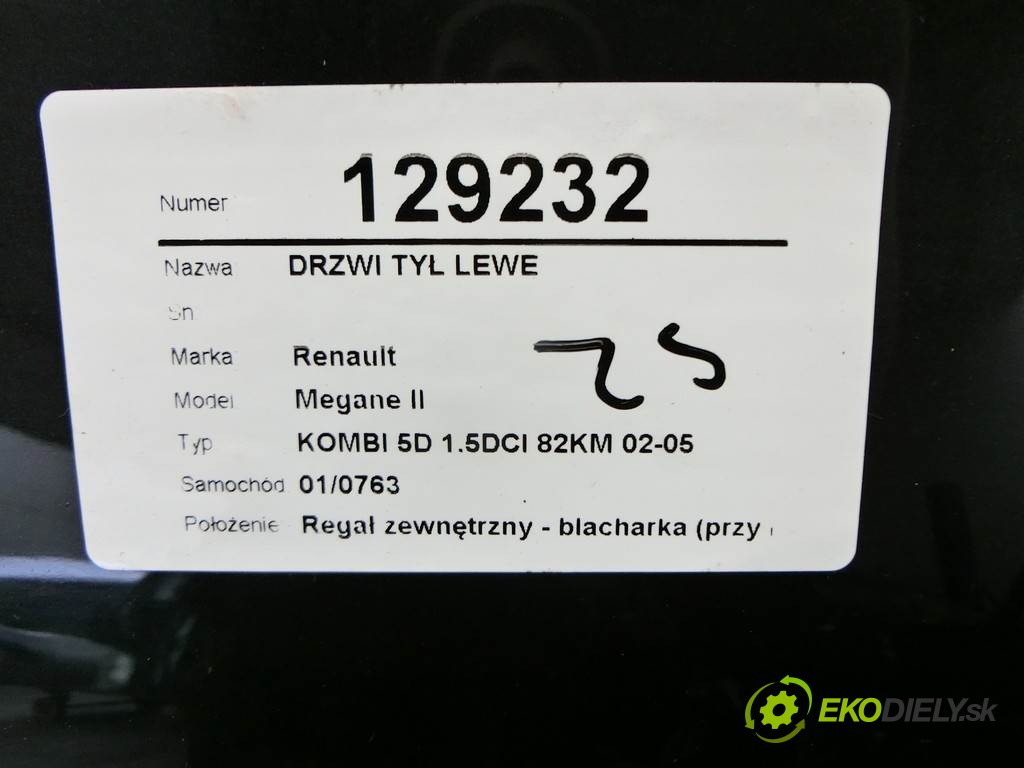 Numer 129232
Nazwa DRZWI TYŁ LEWE
Sn
Marka Renault
Model Megane II
Typ KOMBI 5D 1.5DCI 82KM 02-05
Samochód 01/0763
Położenie Regał zewnętrzny - blacharka (przy
EKODIELY.sk